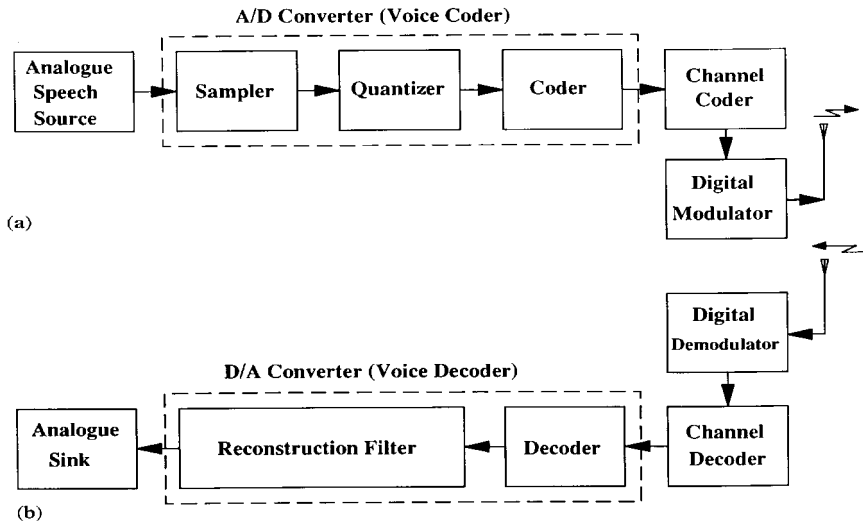 A/D Converter (Voice Coder)
Analogue
Speech
Source
Sampler
Quantizer
Coder
Channel
Coder
Digital
Modulator
(a)
Digital
Demodulator
D/A Converter (Voice Decoder)
Analogue
Sink
Reconstruction Filter
Decoder
Channel
Decoder
(b)